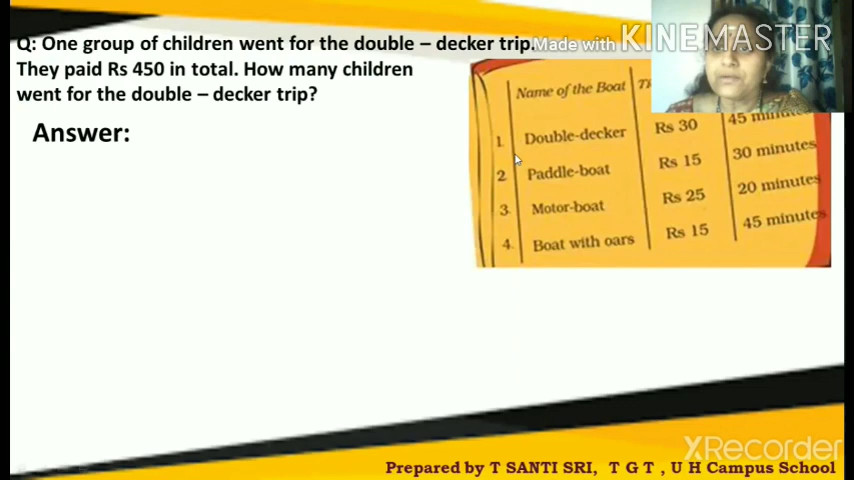 Q: One group of children went for the double – decker trip.
They paid Rs 450 in total. How many children
went for the double – decker trip?
Answer:
Made with KINEMASTER
Name of the Boat
1. Double-decker Rs 30 45 minutes
2. Paddle-boat Rs 15 30 minutes
3. Motor-boat Rs 25 20 minutes
4. Boat with oars Rs 15 45 minutes
XRecorder
Prepared by T SANTI SRI, T G T , U H Campus School